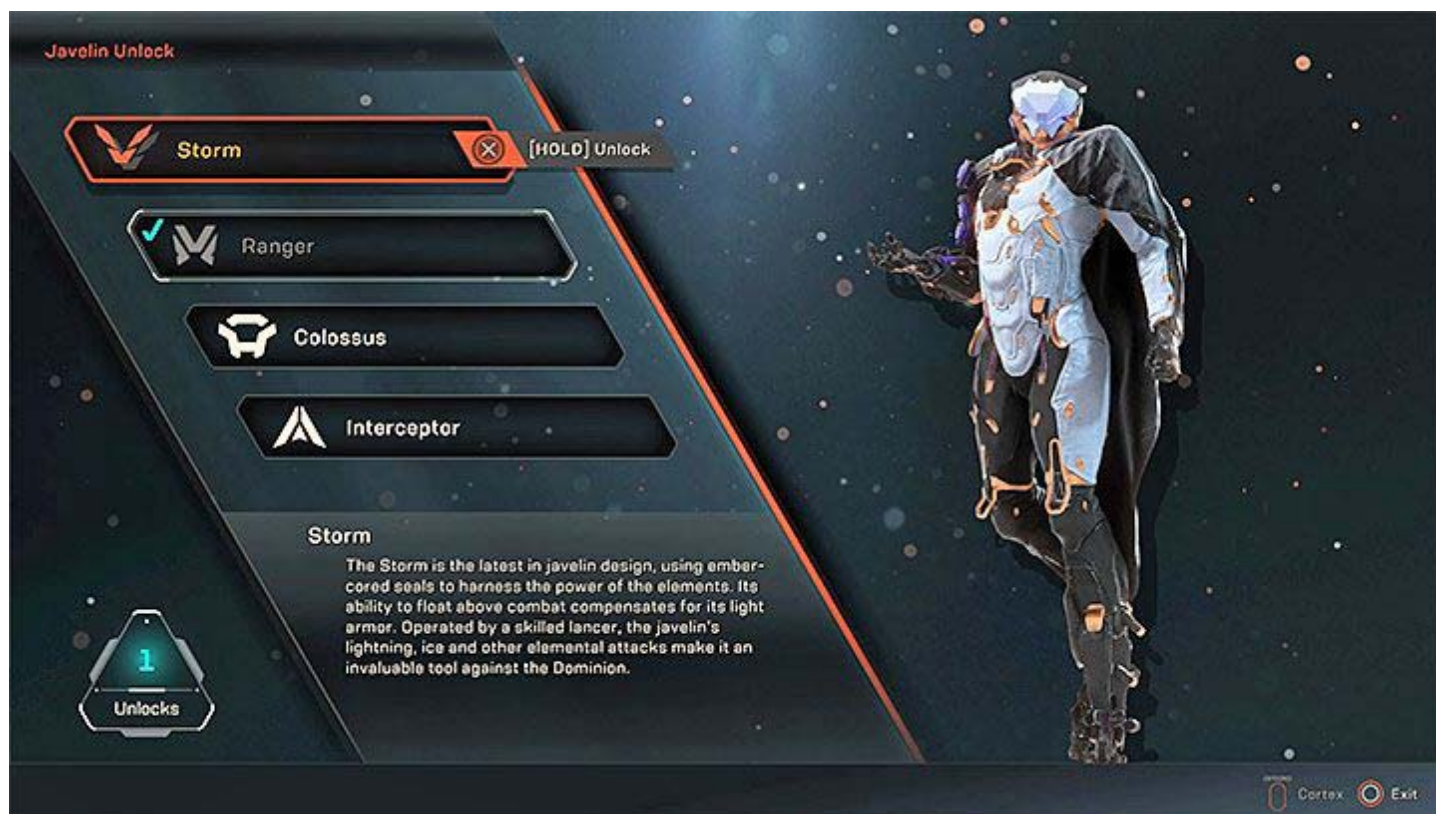 Javelin Unlock
Storm
[HOLD] Unlock
Ranger
Colossus
Interceptor
Storm
The Storm is the latest in javelin design, using ember-
cored seals to harness the power of the elements. Its
ability to float above combat compensates for its light
armor. Operated by a skilled lancer, the javelin's
lightning, ice and other elemental attacks make it an
invaluable tool against the Dominion.
1
Unlocks
Cortex
Exit